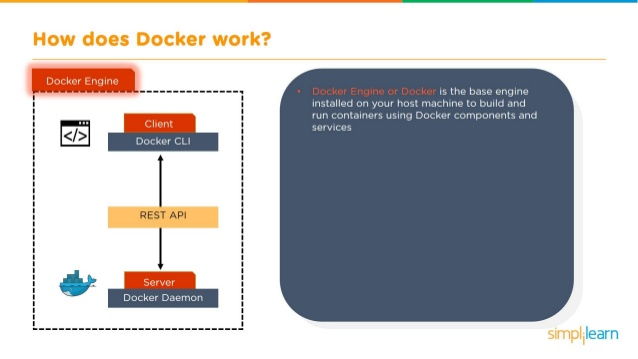 How does Docker work?
Docker Engine
</>
Client
Docker CLI
REST API
Server
Docker Daemon
• Docker Engine or Docker is the base engine
installed on your host machine to build and
run containers using Docker components and
services
simplilearn